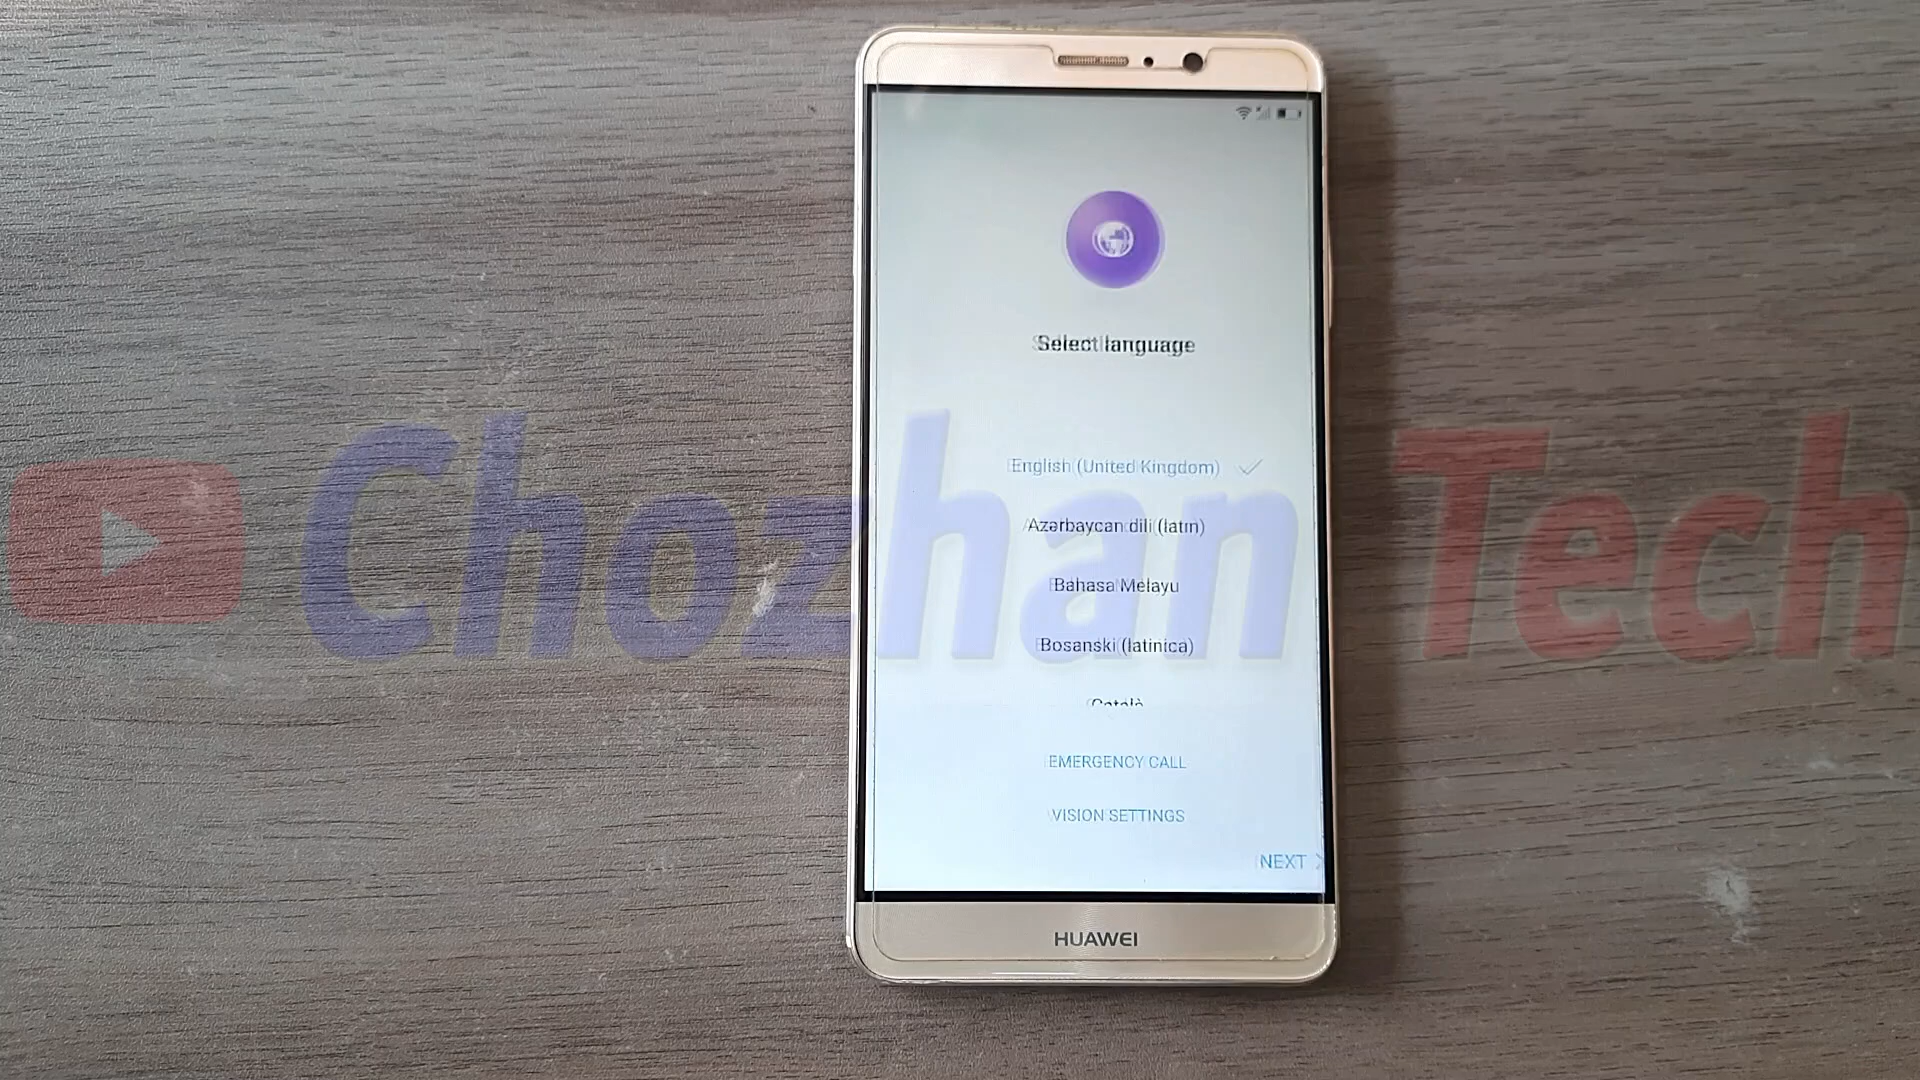 Select language
English (United Kingdom)
Azərbaycan dili (latın)
Bahasa Melayu
Bosanski (latinica)
Català
EMERGENCY CALL
VISION SETTINGS
NEXT
HUAWEI
Chozhan Tech